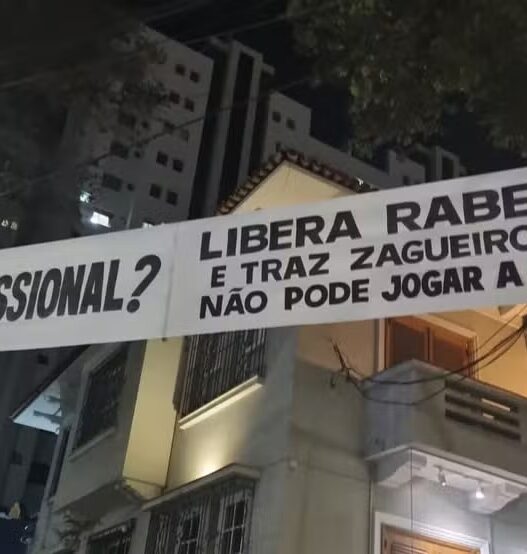 SSIONAL?
LIBERA RABE
E TRAZ ZAGUEIRO
NÃO PODE JOGAR A